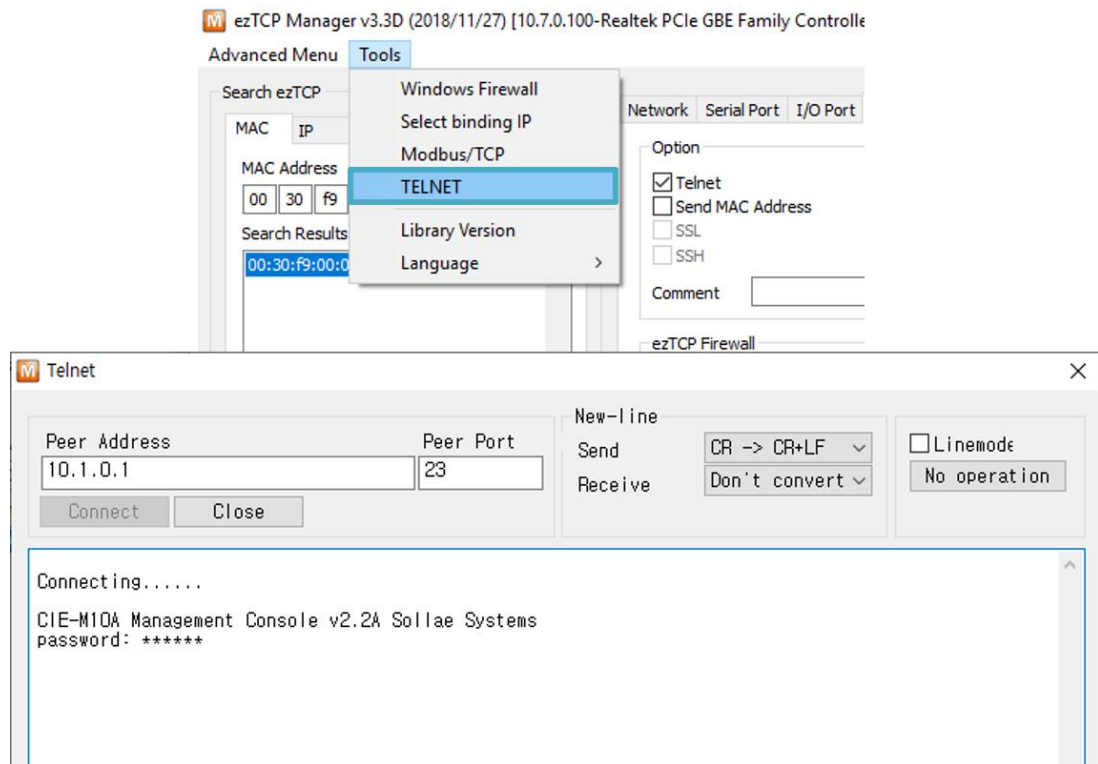 ezTCP Manager v3.3D (2018/11/27) [10.7.0.100-Realtek PCIe GBE Family Controlle
Advanced Menu Tools
Search ezTCP
MAC IP
MAC Address
00 30 f9
Search Results
00:30:f9:00:0
Windows Firewall
Select binding IP
Modbus/TCP
TELNET
Library Version
Language >
Network Serial Port I/O Port
Option
Telnet
Send MAC Address
SSL
SSH
Comment
ezTCP Firewall
Telnet
Peer Address Peer Port
10.1.0.1 23
Connect Close
New-line
Send CR -> CR+LF
Receive Don't convert
Linemode
No operation
Connecting......
CIE-M10A Management Console v2.2A Sollae Systems
password: ******